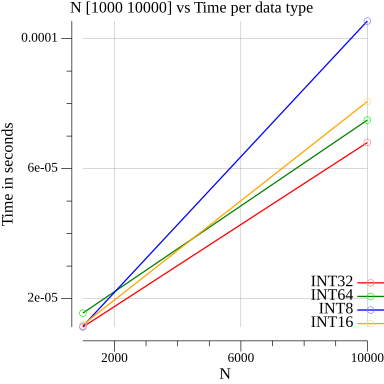 N [1000 10000] vs Time per data type
0.0001
6e-05
2e-05
Time in seconds
2000
6000
10000
N
INT32
INT64
INT8
INT16